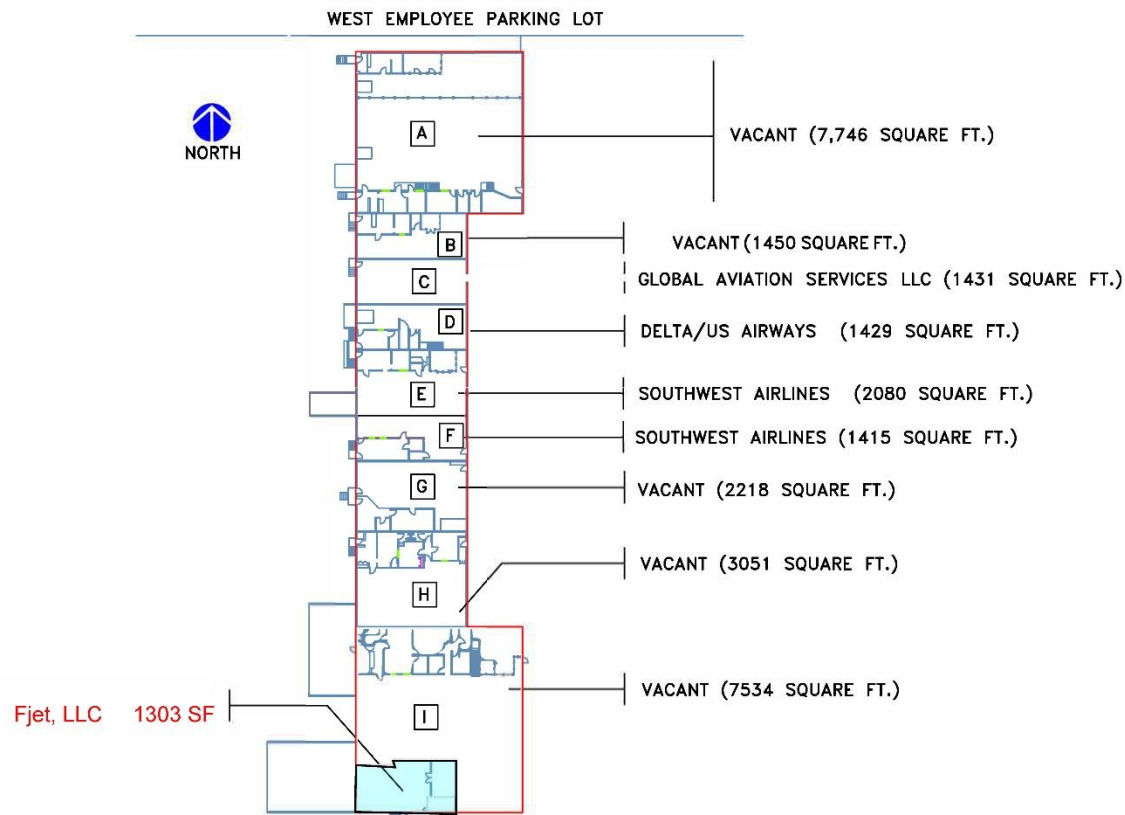 WEST EMPLOYEE PARKING LOT
NORTH
A
VACANT (7,746 SQUARE FT.)
B
VACANT (1450 SQUARE FT.)
C
GLOBAL AVIATION SERVICES LLC (1431 SQUARE FT.)
D
DELTA/US AIRWAYS (1429 SQUARE FT.)
E
SOUTHWEST AIRLINES (2080 SQUARE FT.)
F
SOUTHWEST AIRLINES (1415 SQUARE FT.)
G
VACANT (2218 SQUARE FT.)
H
VACANT (3051 SQUARE FT.)
I
VACANT (7534 SQUARE FT.)
Fjet, LLC 1303 SF